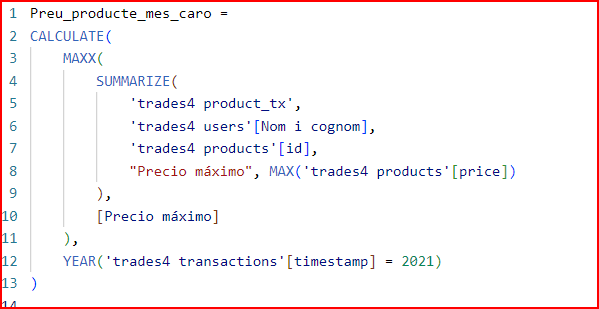 1 Preu_producte_mes_caro =
2 CALCULATE(
3 MAXX(
4 SUMMARIZE(
5 'trades4 product_tx',
6 'trades4 users'[Nom i cognom],
7 'trades4 products'[id],
8 "Precio máximo", MAX('trades4 products'[price])
9 ),
10 [Precio máximo]
11 ),
12 YEAR('trades4 transactions'[timestamp] = 2021)
13 )
14